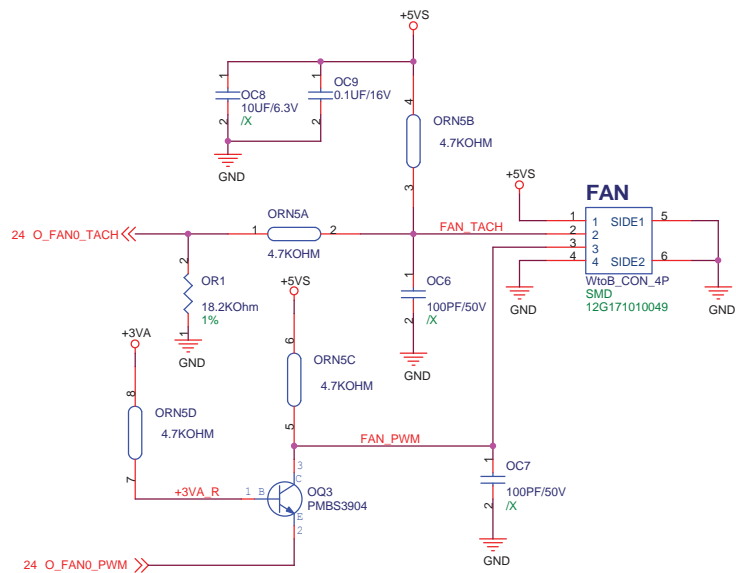 +5VS
1
OC8
10UF/6.3V
/X
2
1
OC9
0.1UF/16V
2
GND
4
ORN5B
4.7KOHM
3
+5VS
FAN
1 1 SIDE1 5
2 2
3 3
4 4 SIDE2 6
WtoB_CON_4P
SMD
12G171010049
GND
GND
24 O_FAN0_TACH
1 ORN5A 2
4.7KOHM
FAN_TACH
2
OR1
18.2KOhm
1%
1
GND
1
OC6
100PF/50V
/X
2
GND
+5VS
6
ORN5C
4.7KOHM
5
+3VA
8
ORN5D
4.7KOHM
7
FAN_PWM
+3VA_R
1 B
3
C
OQ3
PMBS3904
E
2
1
OC7
100PF/50V
/X
2
GND
24 O_FAN0_PWM